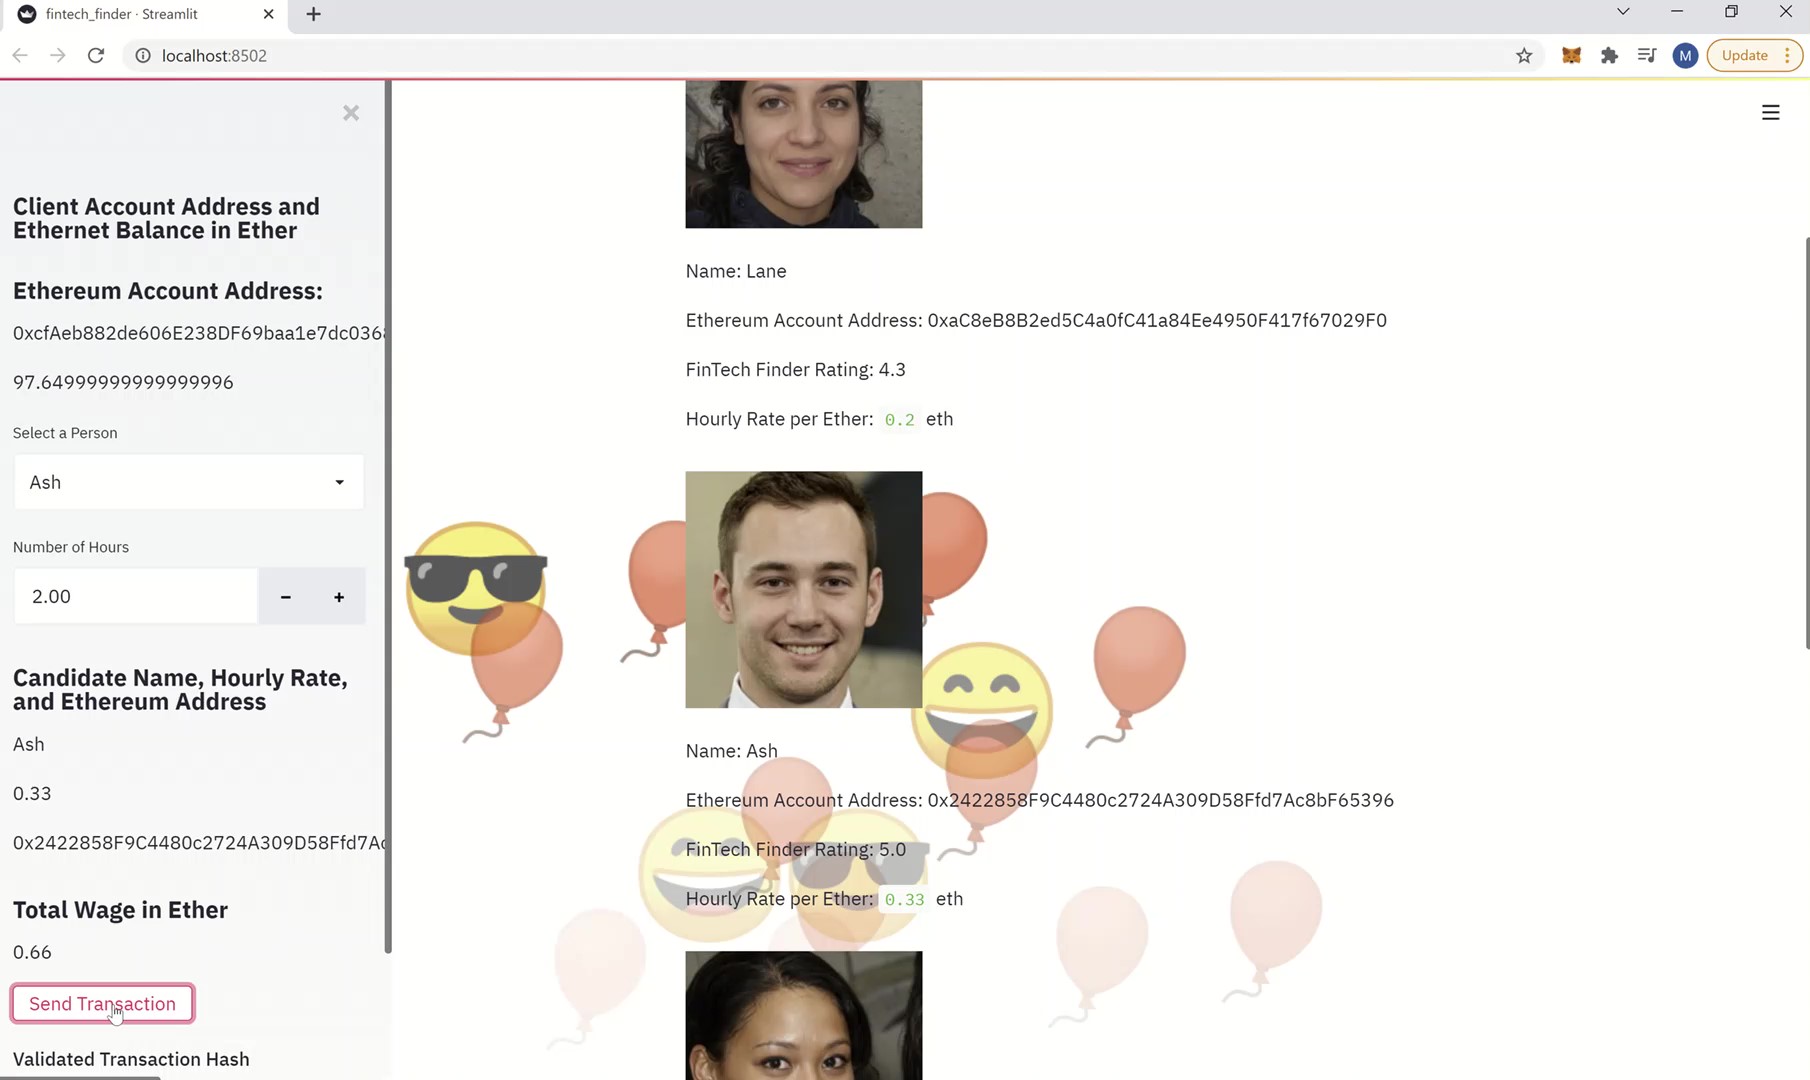 fintech_finder · Streamlit
localhost:8502
M
Update
Client Account Address and
Ethernet Balance in Ether
Ethereum Account Address:
0xcfAeb882de606E238DF69baa1e7dc036
97.64999999999999996
Select a Person
Ash
Number of Hours
2.00
Candidate Name, Hourly Rate,
and Ethereum Address
Ash
0.33
0x2422858F9C4480c2724A309D58Ffd7Ac
Total Wage in Ether
0.66
Send Transaction
Validated Transaction Hash
Name: Lane
Ethereum Account Address: 0xaC8eB8B2ed5C4a0fC41a84Ee4950F417f67029F0
FinTech Finder Rating: 4.3
Hourly Rate per Ether: 0.2 eth
Name: Ash
Ethereum Account Address: 0x2422858F9C4480c2724A309D58Ffd7Ac8bF65396
FinTech Finder Rating: 5.0
Hourly Rate per Ether: 0.33 eth